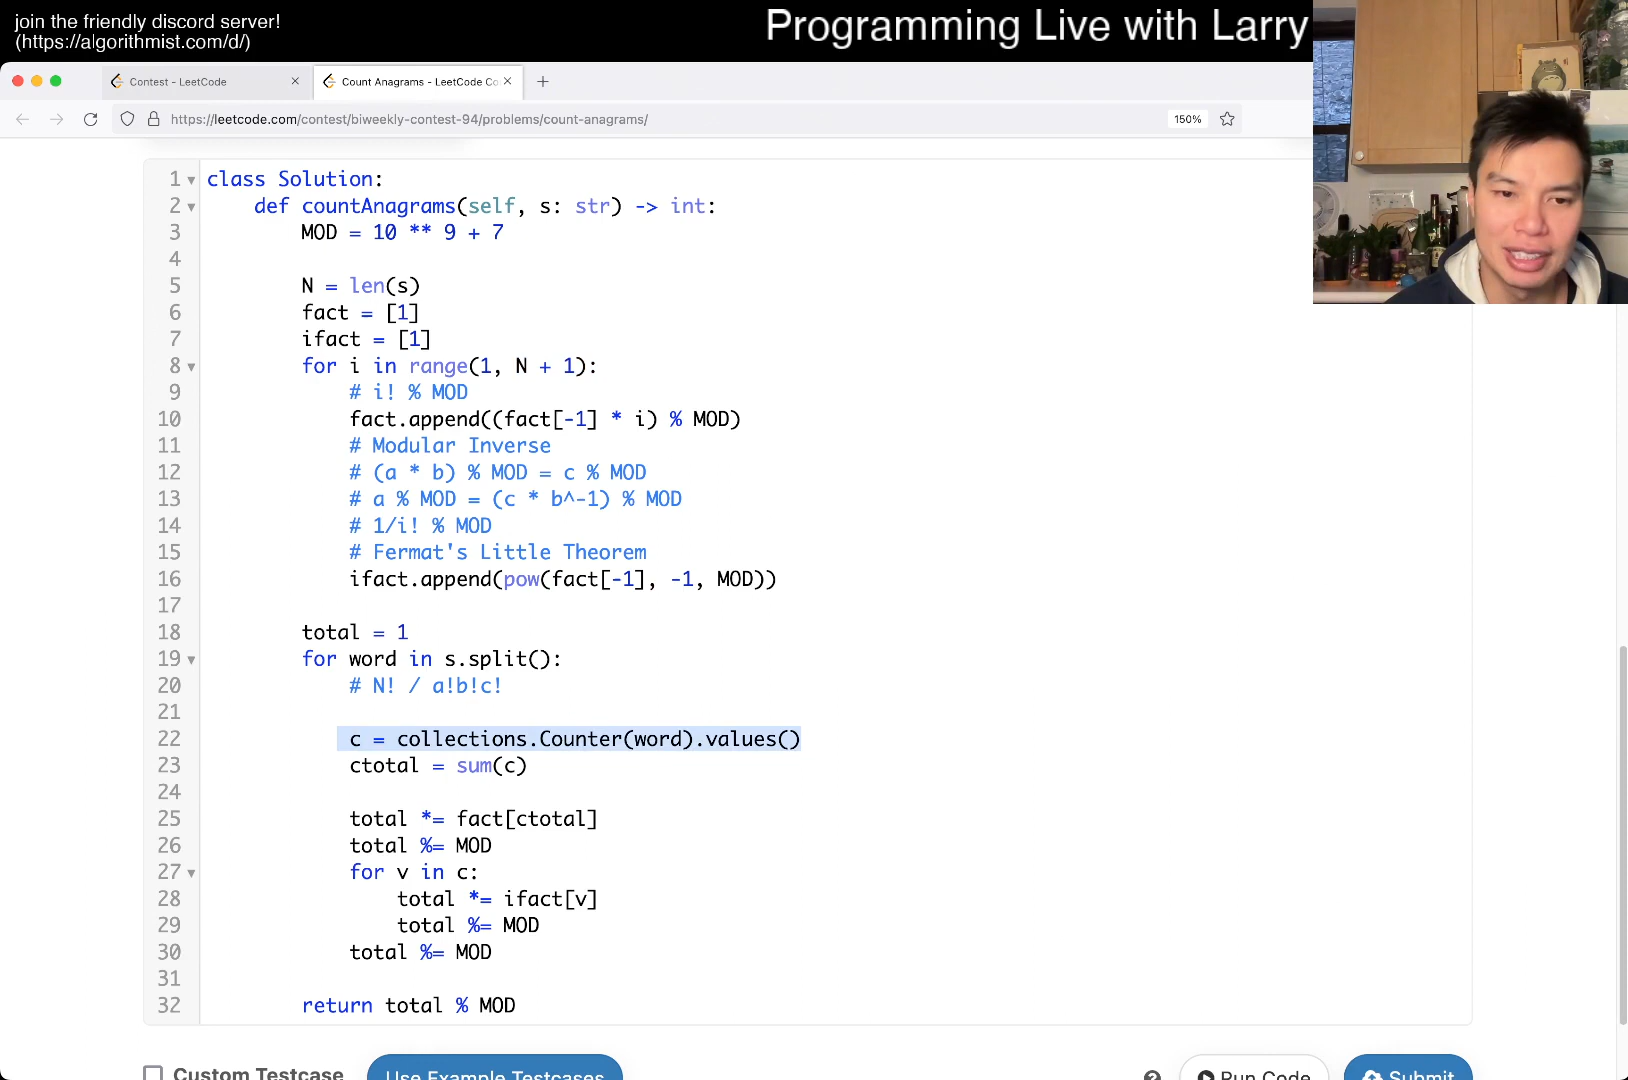 join the friendly discord server!
(https://algorithmist.com/d/)
Programming Live with Larry
Contest - LeetCode
Count Anagrams - LeetCode Co
https://leetcode.com/contest/biweekly-contest-94/problems/count-anagrams/
150%
1 class Solution:
2 def countAnagrams(self, s: str) -> int:
3 MOD = 10 ** 9 + 7
4
5 N = len(s)
6 fact = [1]
7 ifact = [1]
8 for i in range(1, N + 1):
9 # i! % MOD
10 fact.append((fact[-1] * i) % MOD)
11 # Modular Inverse
12 # (a * b) % MOD = c % MOD
13 # a % MOD = (c * b^-1) % MOD
14 # 1/i! % MOD
15 # Fermat's Little Theorem
16 ifact.append(pow(fact[-1], -1, MOD))
17
18 total = 1
19 for word in s.split():
20 # N! / a!b!c!
21
22 c = collections.Counter(word).values()
23 ctotal = sum(c)
24
25 total *= fact[ctotal]
26 total %= MOD
27 for v in c:
28 total *= ifact[v]
29 total %= MOD
30 total %= MOD
31
32 return total % MOD
Custom Testcase
Use Example Testcases
Run Code
Submit